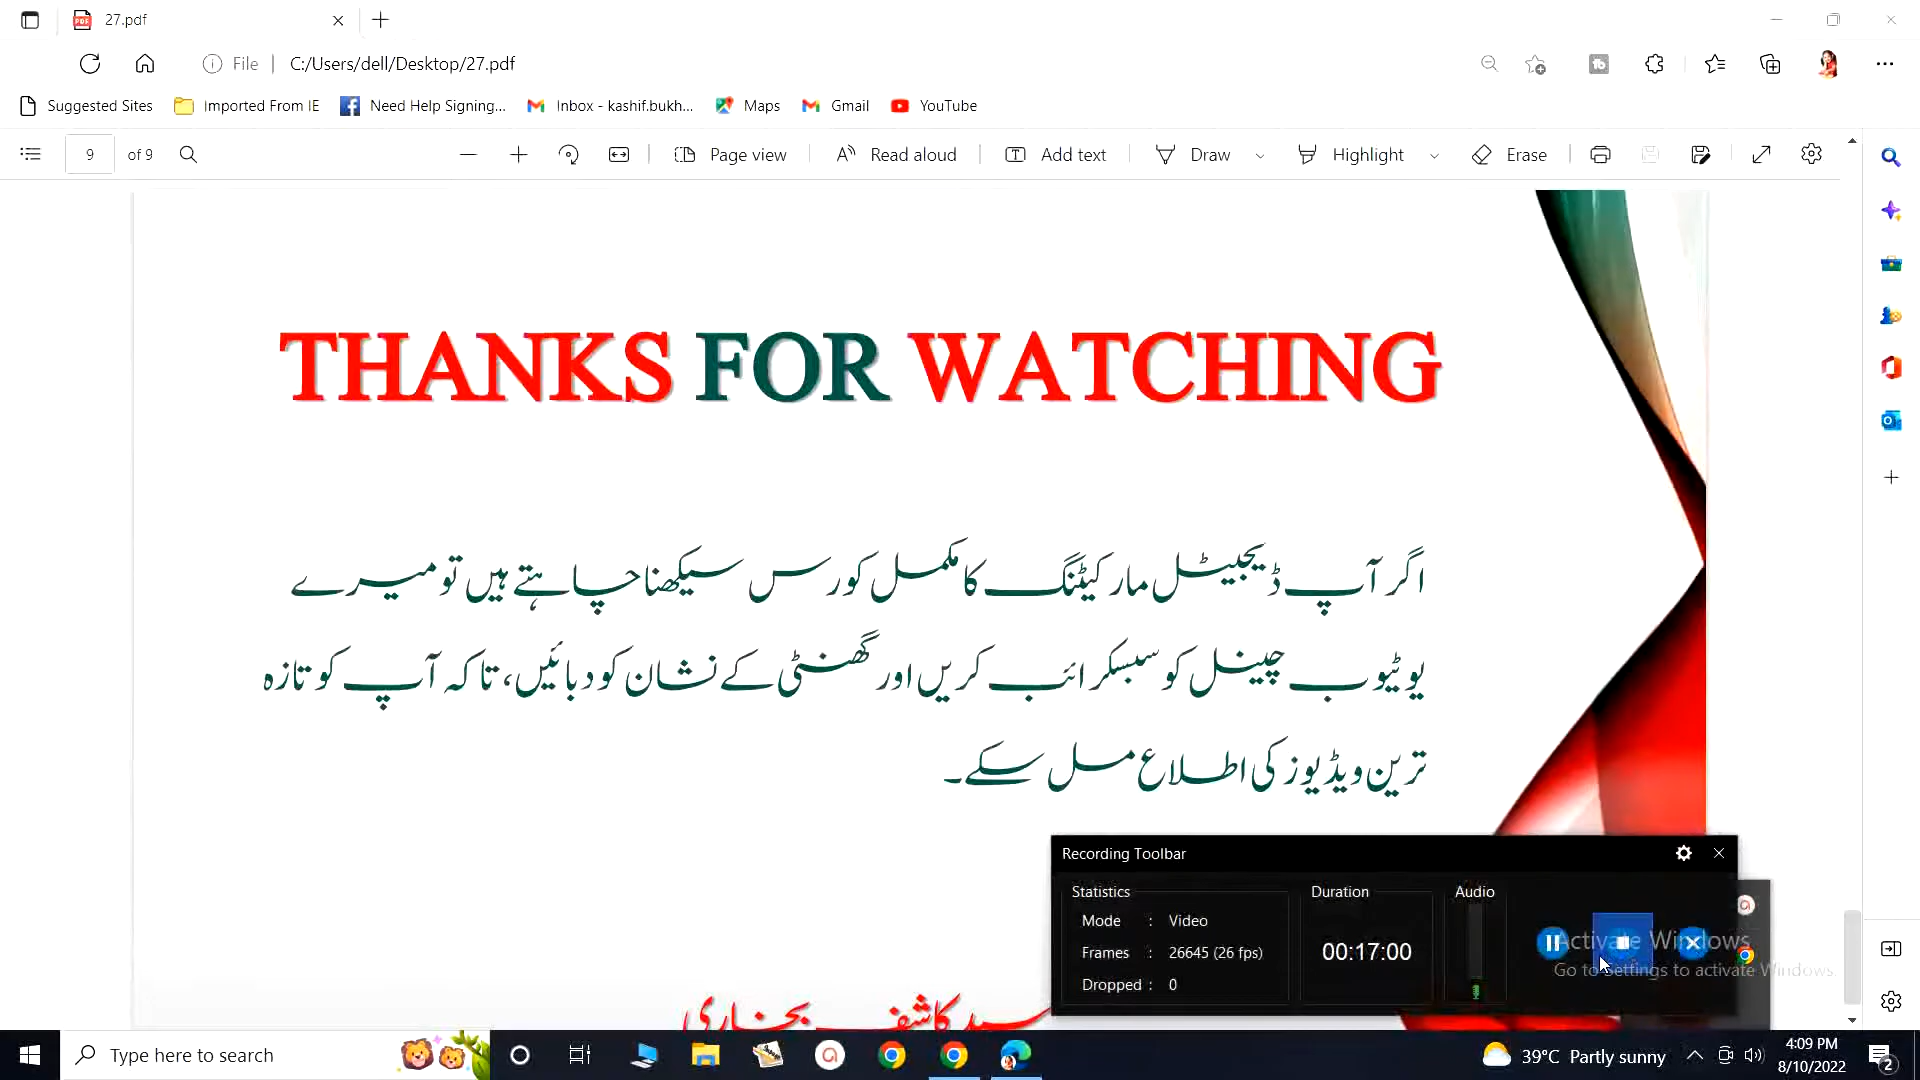 27.pdf
File
C:/Users/dell/Desktop/27.pdf
Suggested Sites
Imported From IE
Need Help Signing...
Inbox - kashif.bukh...
Maps
Gmail
YouTube
9 of 9
Page view
Read aloud
Add text
Draw
Highlight
Erase
THANKS FOR WATCHING
اگر آپ ڈیجیٹل مارکیٹنگ کا مکمل کورس سیکھنا چاہتے ہیں تو میرے
یوٹیوب چینل کو سبسکرائب کریں اور گھنٹی کے نشان کو دبائیں، تاکہ آپ کو تازہ
ترین ویڈیوز کی اطلاع مل سکے۔
سید کاشف بخاری
Recording Toolbar
Statistics
Mode : Video
Frames : 26645 (26 fps)
Dropped : 0
Duration
00:17:00
Audio
Activate Windows
Go to Settings to activate Windows.
Type here to search
39°C Partly sunny
4:09 PM
8/10/2022
2